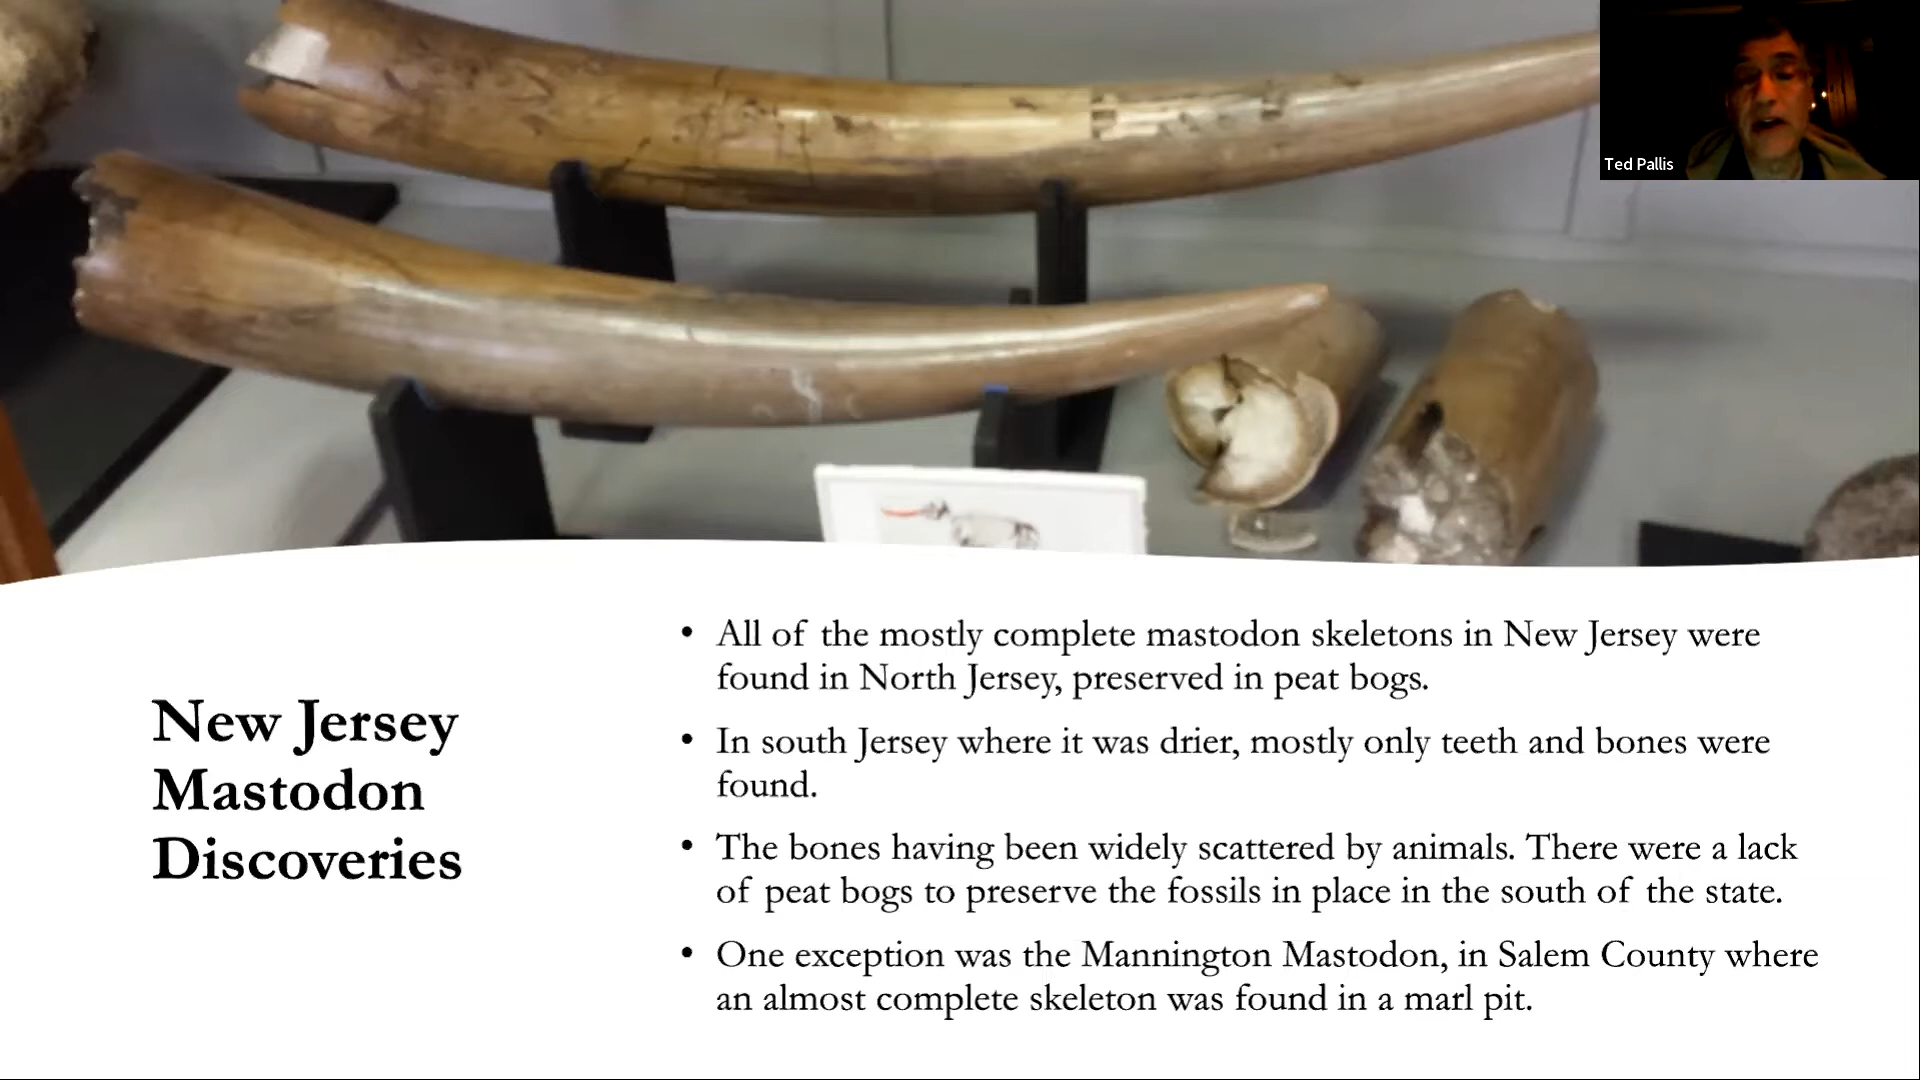 Ted Pallis
New Jersey
Mastodon
Discoveries
• All of the mostly complete mastodon skeletons in New Jersey were
found in North Jersey, preserved in peat bogs.
• In south Jersey where it was drier, mostly only teeth and bones were
found.
• The bones having been widely scattered by animals. There were a lack
of peat bogs to preserve the fossils in place in the south of the state.
• One exception was the Mannington Mastodon, in Salem County where
an almost complete skeleton was found in a marl pit.